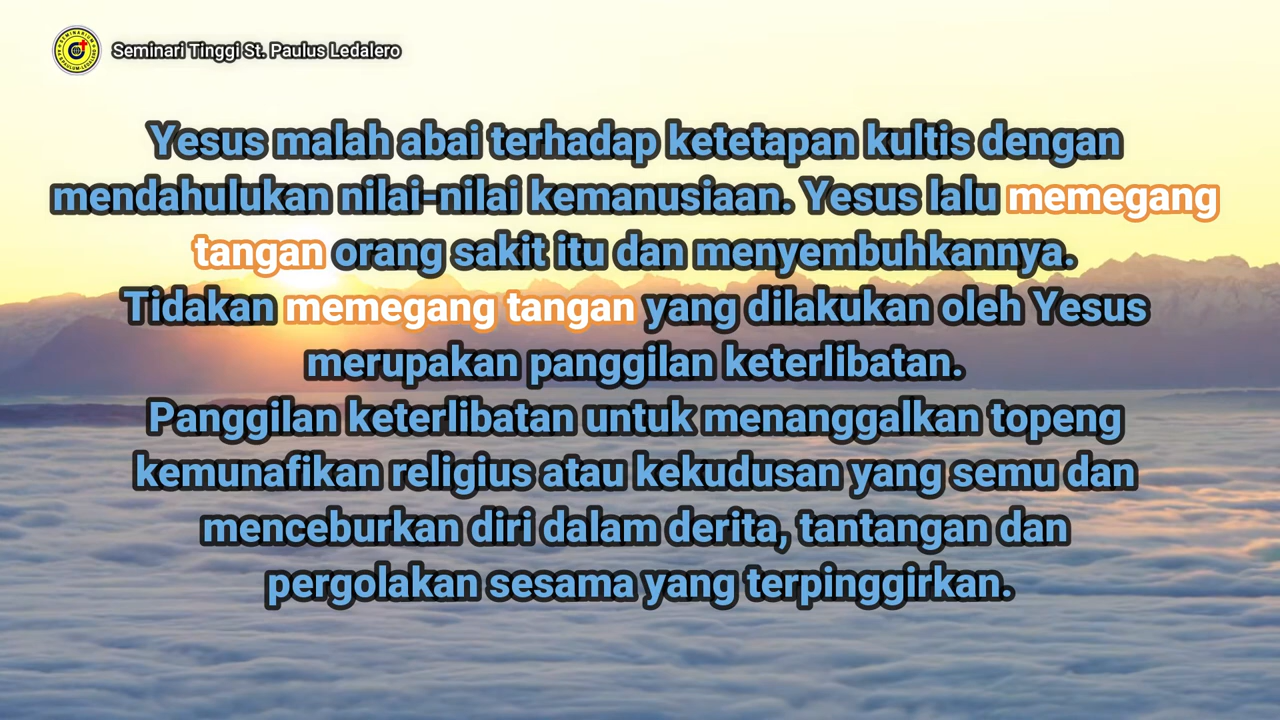 Seminari Tinggi St. Paulus Ledalero
Yesus malah abai terhadap ketetapan kultis dengan
mendahulukan nilai-nilai kemanusiaan. Yesus lalu memegang
tangan orang sakit itu dan menyembuhkannya.
Tidakan memegang tangan yang dilakukan oleh Yesus
merupakan panggilan keterlibatan.
Panggilan keterlibatan untuk menanggalkan topeng
kemunafikan religius atau kekudusan yang semu dan
menceburkan diri dalam derita, tantangan dan
pergolakan sesama yang terpinggirkan.